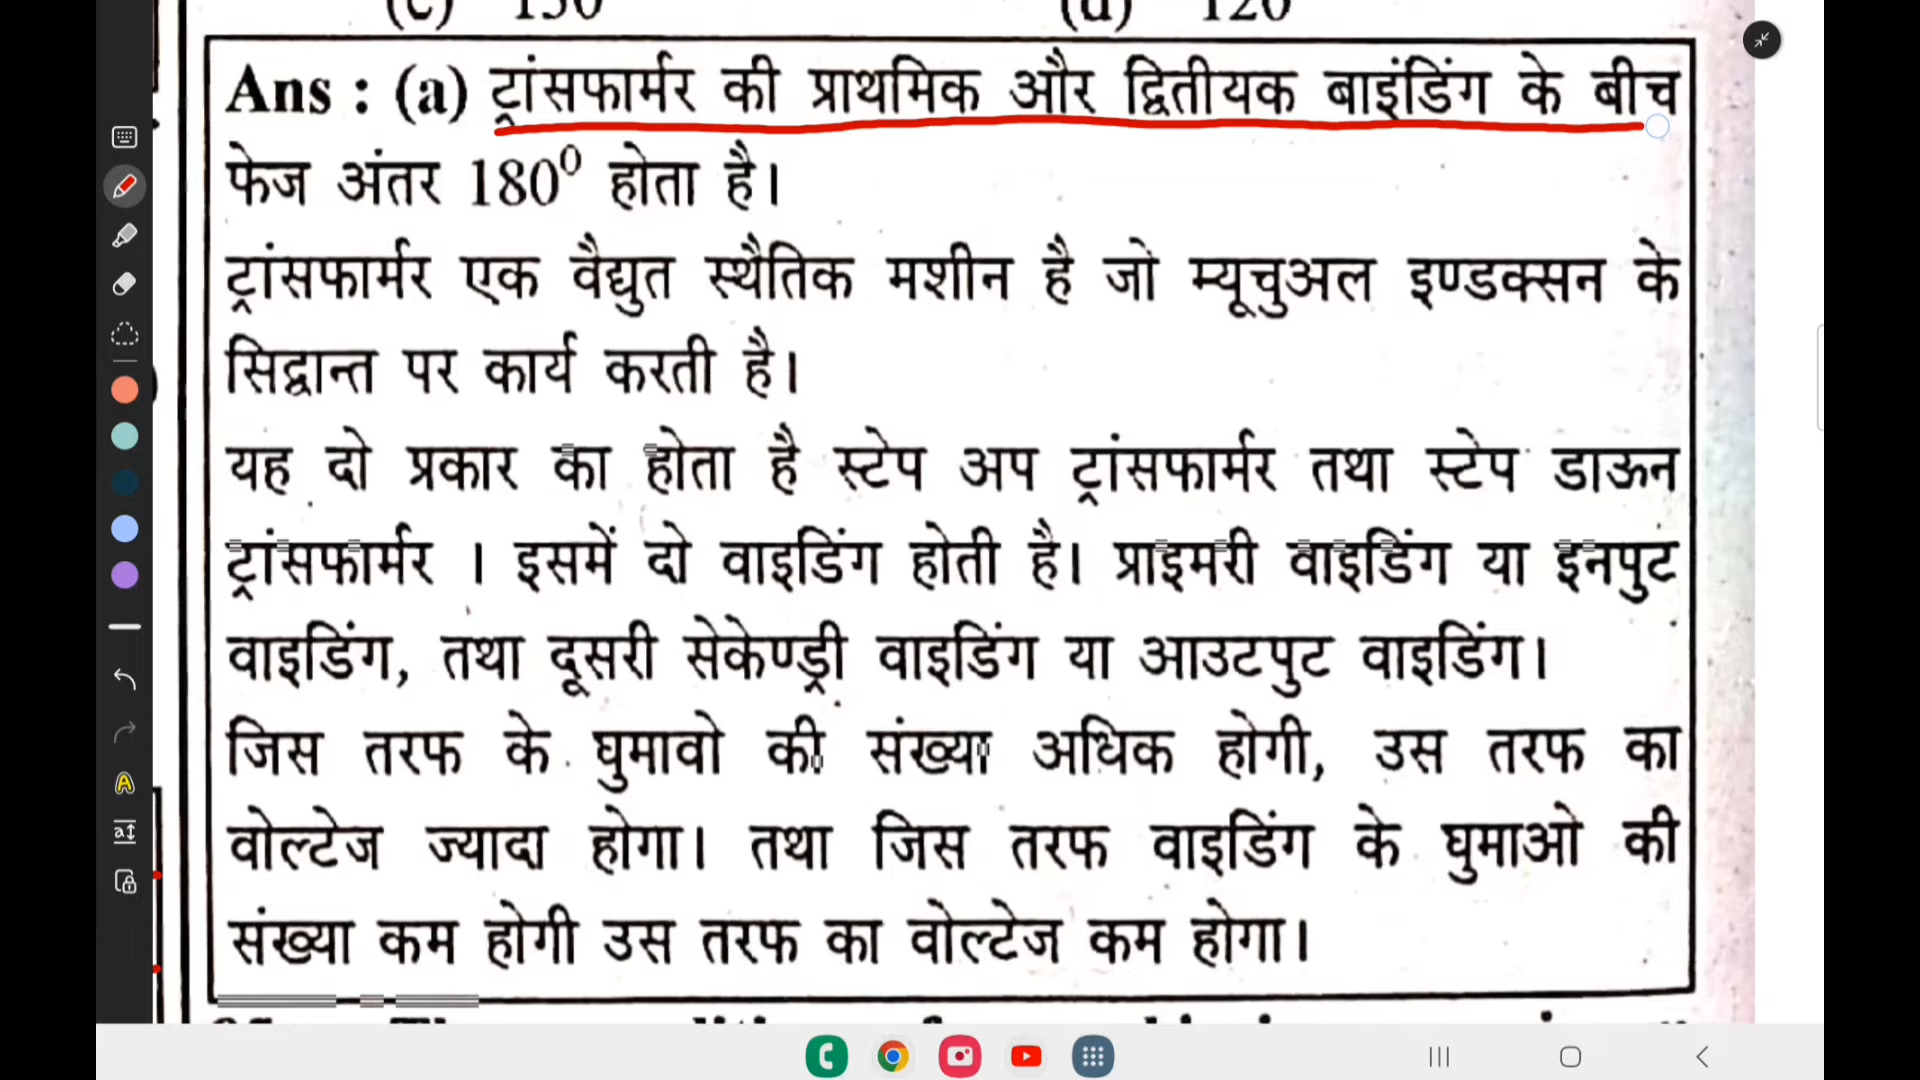 (c) 150 (d) 120
Ans : (a) ट्रांसफार्मर की प्राथमिक और द्वितीयक बाइंडिंग के बीच
फेज अंतर 180⁰ होता है।
ट्रांसफार्मर एक वैद्युत स्थैतिक मशीन है जो म्यूचुअल इण्डक्सन के
सिद्वान्त पर कार्य करती है।
यह दो प्रकार का होता है स्टेप अप ट्रांसफार्मर तथा स्टेप डाऊन
ट्रांसफार्मर । इसमें दो वाइडिंग होती है। प्राइमरी वाइडिंग या इनपुट
वाइडिंग, तथा दूसरी सेकेण्ड्री वाइडिंग या आउटपुट वाइडिंग।
जिस तरफ के घुमावो की संख्या अधिक होगी, उस तरफ का
वोल्टेज ज्यादा होगा। तथा जिस तरफ वाइडिंग के घुमाओ की
संख्या कम होगी उस तरफ का वोल्टेज कम होगा।